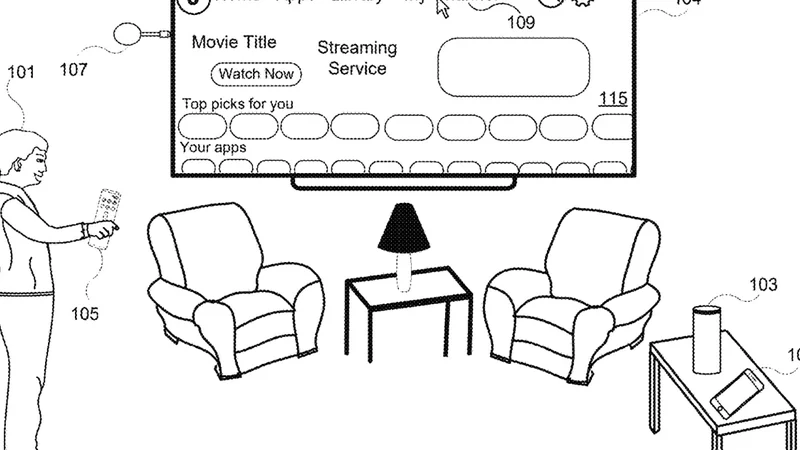 109
107
Movie Title
Streaming
Service
Watch Now
115
Top picks for you
Your apps
101
105
103